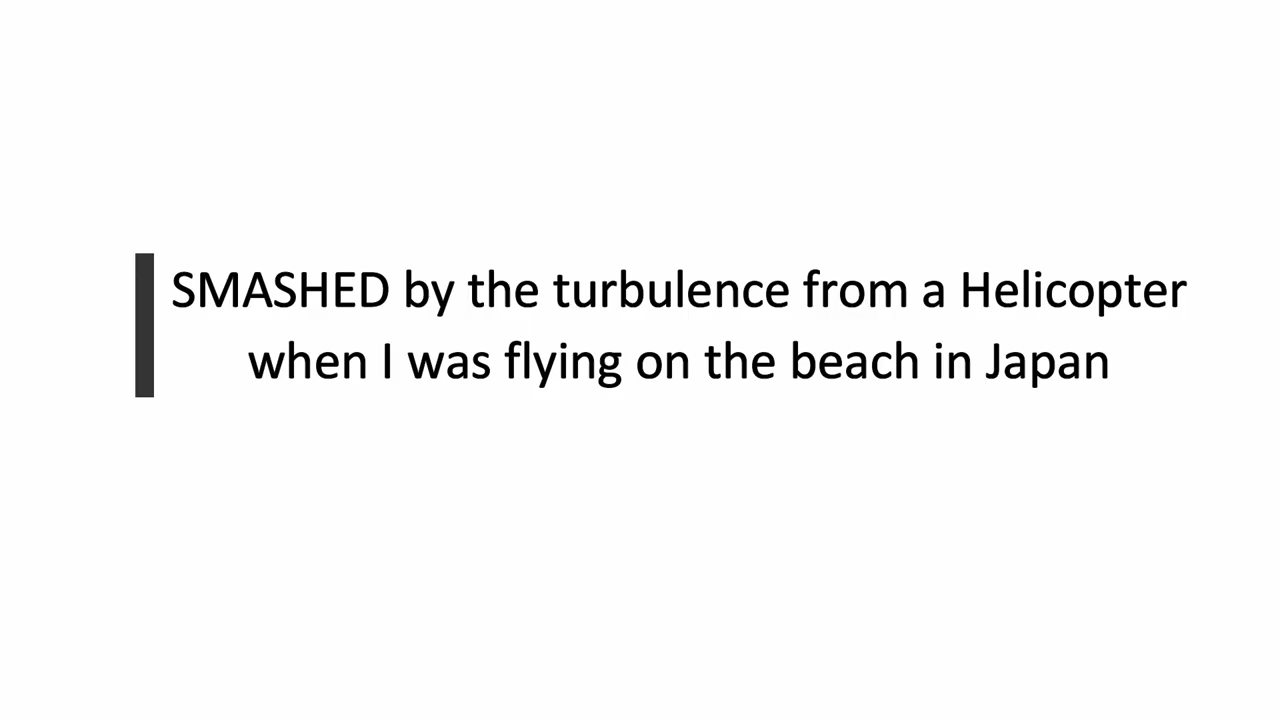 SMASHED by the turbulence from a Helicopter
when I was flying on the beach in Japan